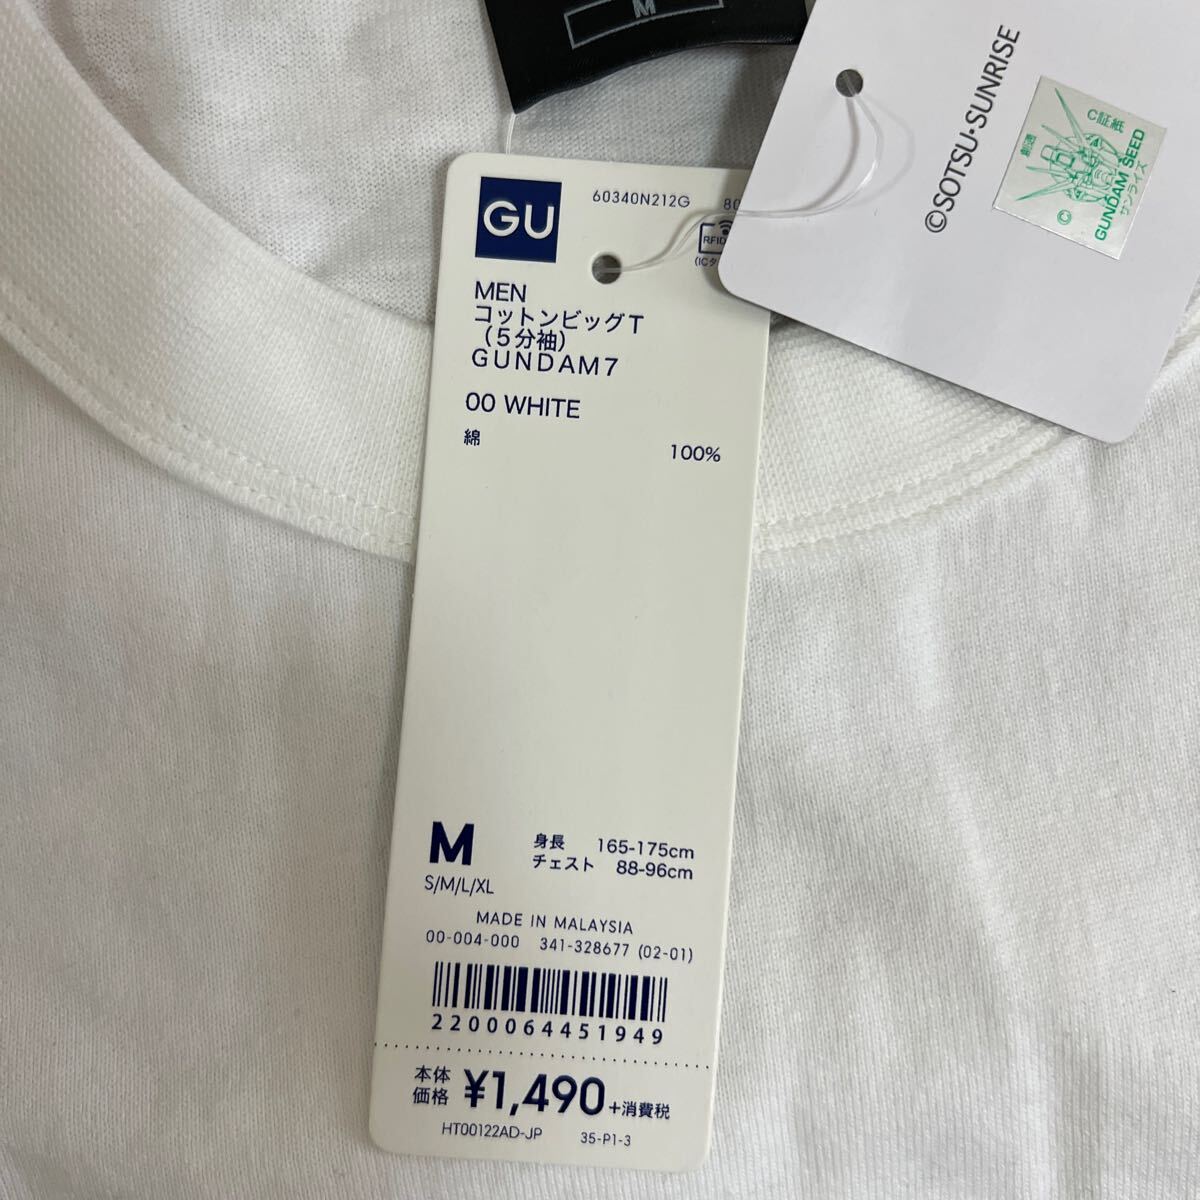 M
©SOTSU・SUNRISE
C証紙
創通
GUNDAM SEED
サンライズ
©
GU
60340N212G
RFID
MEN
コットンビッグT
(5分袖)
GUNDAM7
00 WHITE
綿 100%
M
身長 165-175cm
チェスト 88-96cm
S/M/L/XL
MADE IN MALAYSIA
00-004-000 341-328677 (02-01)
2200064451949
本体
価格 ¥1,490+消費税
HT00122AD-JP 35-P1-3